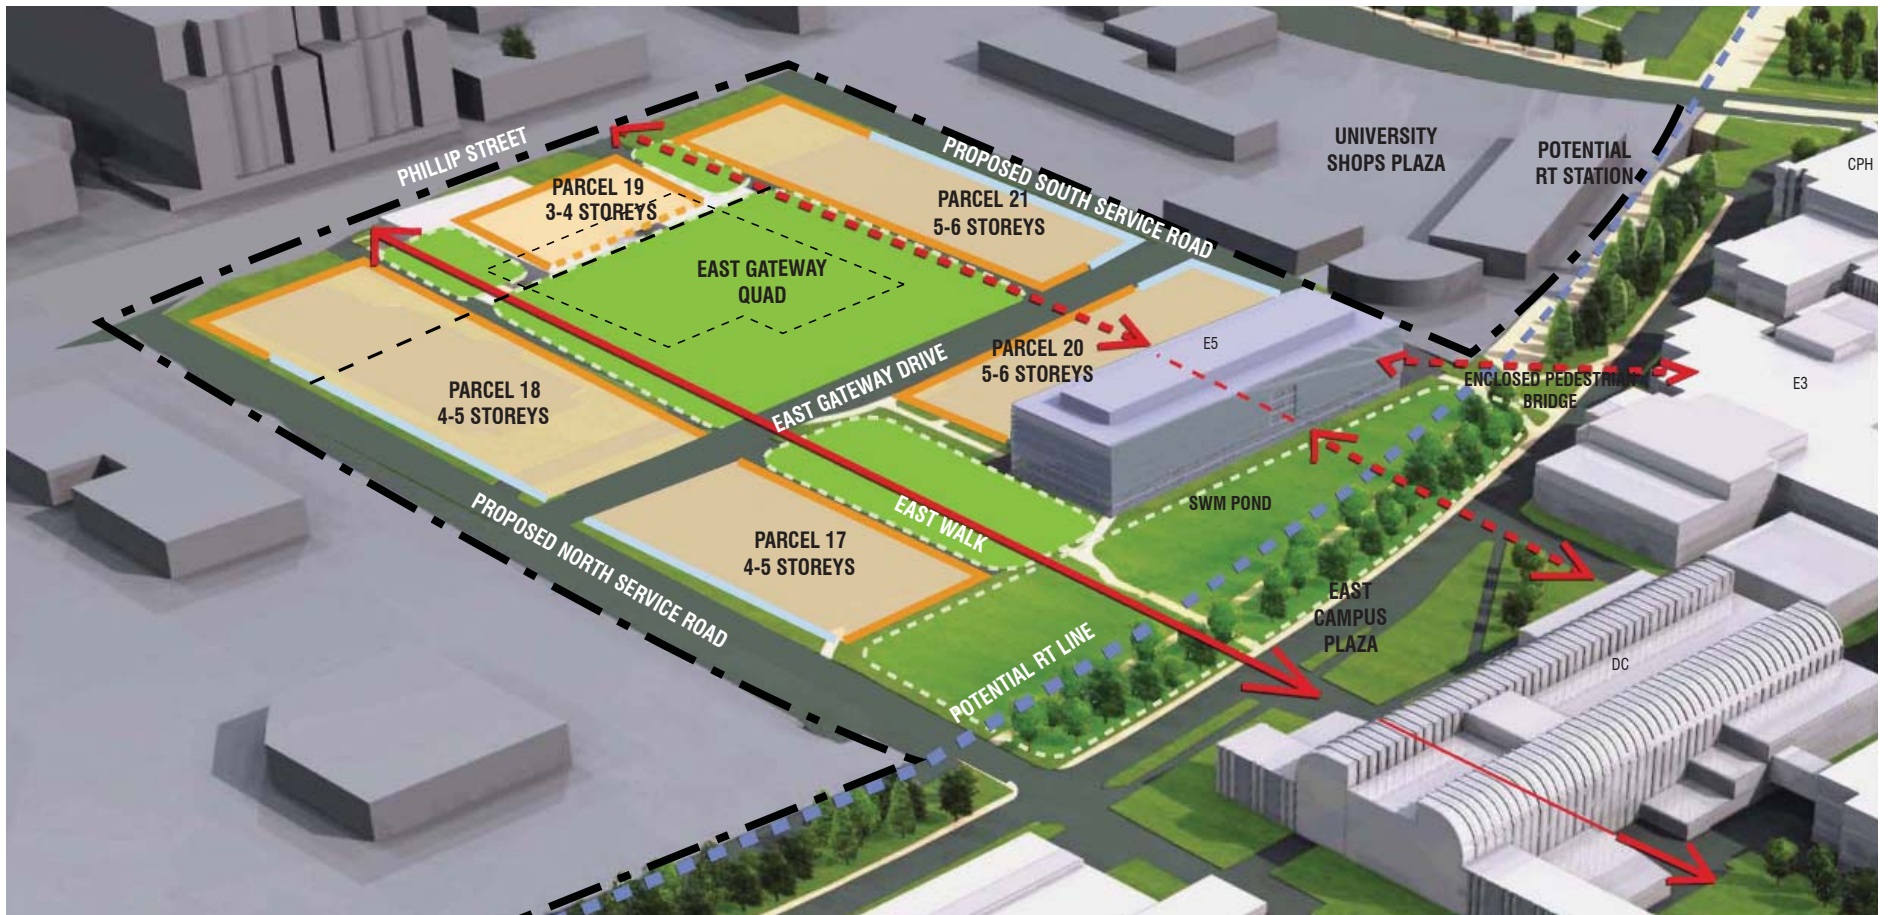 PHILLIP STREET
PROPOSED SOUTH SERVICE ROAD
UNIVERSITY
SHOPS PLAZA
POTENTIAL
RT STATION
CPH
PARCEL 19
3-4 STOREYS
PARCEL 21
5-6 STOREYS
EAST GATEWAY
QUAD
PARCEL 20
5-6 STOREYS
E5
ENCLOSED PEDESTRIAN
BRIDGE
E3
PARCEL 18
4-5 STOREYS
EAST GATEWAY DRIVE
PROPOSED NORTH SERVICE ROAD
PARCEL 17
4-5 STOREYS
EAST WALK
SWM POND
EAST
CAMPUS
PLAZA
POTENTIAL RT LINE
DC